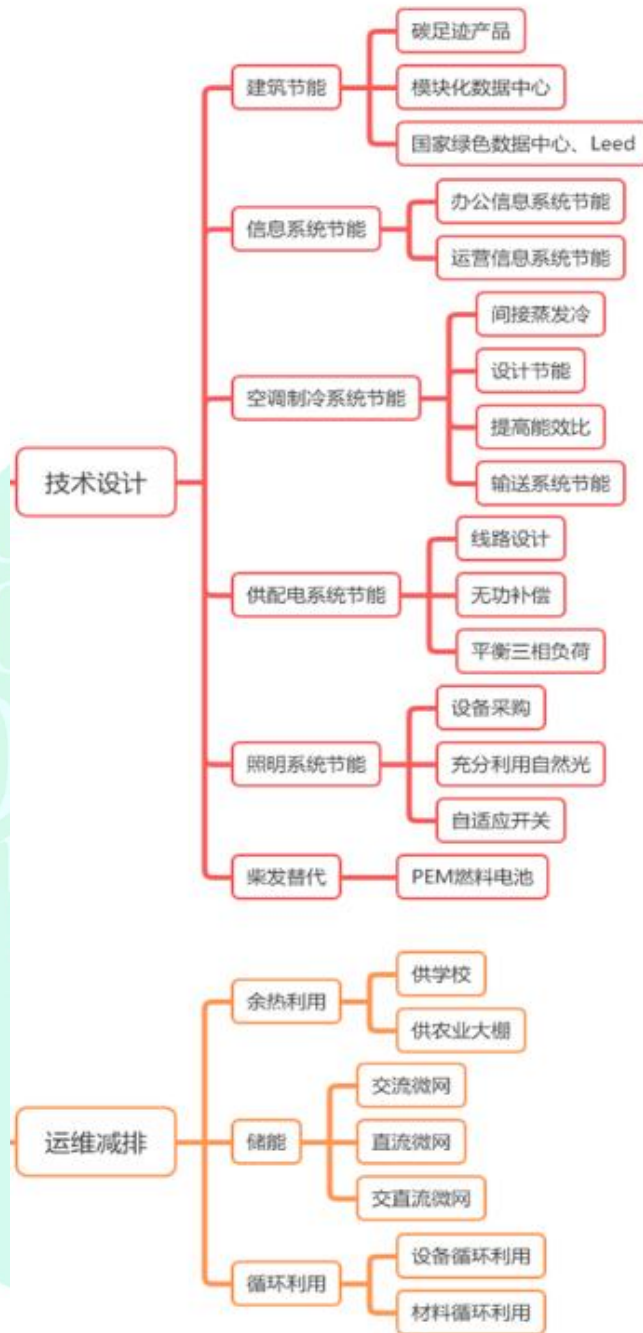 碳足迹产品
建筑节能
模块化数据中心
国家绿色数据中心、Leed
办公信息系统节能
信息系统节能
运营信息系统节能
间接蒸发冷
设计节能
空调制冷系统节能
提高能效比
输送系统节能
技术设计
线路设计
供配电系统节能
无功补偿
平衡三相负荷
设备采购
照明系统节能
充分利用自然光
自适应开关
柴发替代
PEM燃料电池
供学校
余热利用
供农业大棚
交流微网
运维减排
储能
直流微网
交直流微网
设备循环利用
循环利用
材料循环利用